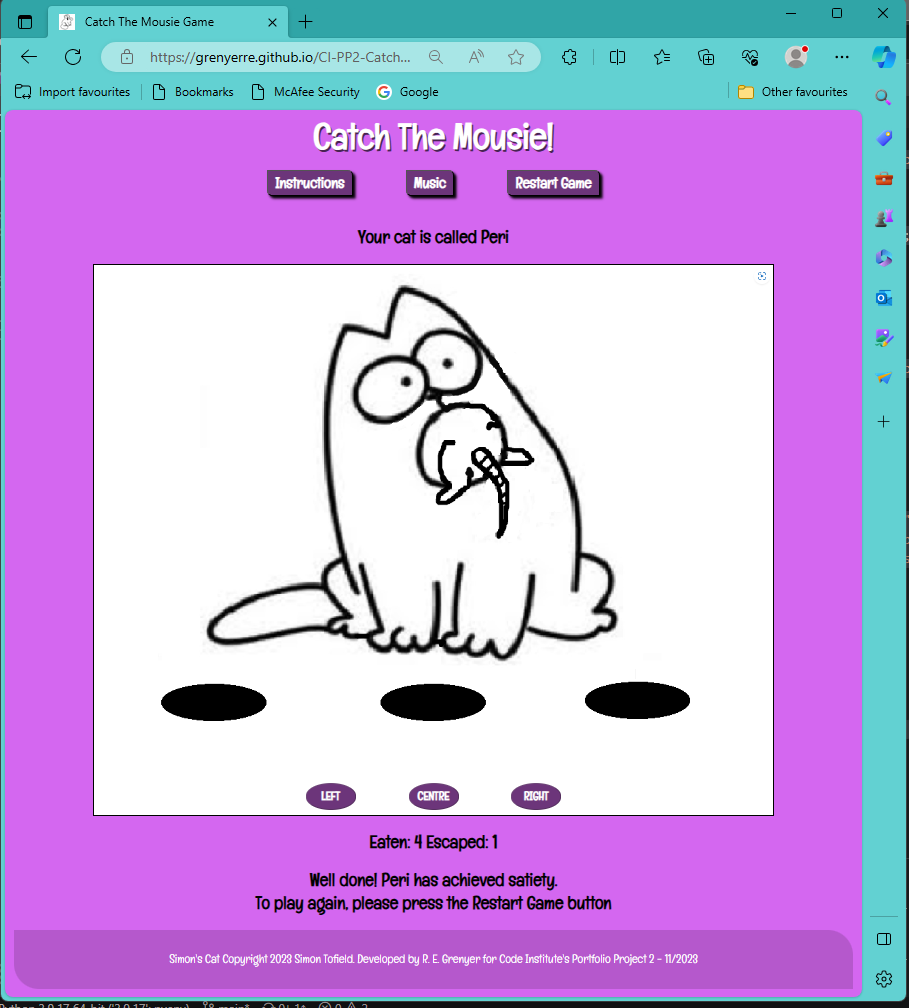 Catch The Mousie Game
https://grenyerre.github.io/CI-PP2-Catch...
Import favourites
Bookmarks
McAfee Security
Google
Other favourites
Catch The Mousie!
Instructions
Music
Restart Game
Your cat is called Peri
LEFT
CENTRE
RIGHT
Eaten: 4 Escaped: 1
Well done! Peri has achieved satiety.
To play again, please press the Restart Game button
Simon's Cat Copyright 2023 Simon Tofield. Developed by R. E. Grenyer for Code Institute's Portfolio Project 2 - 11/2023